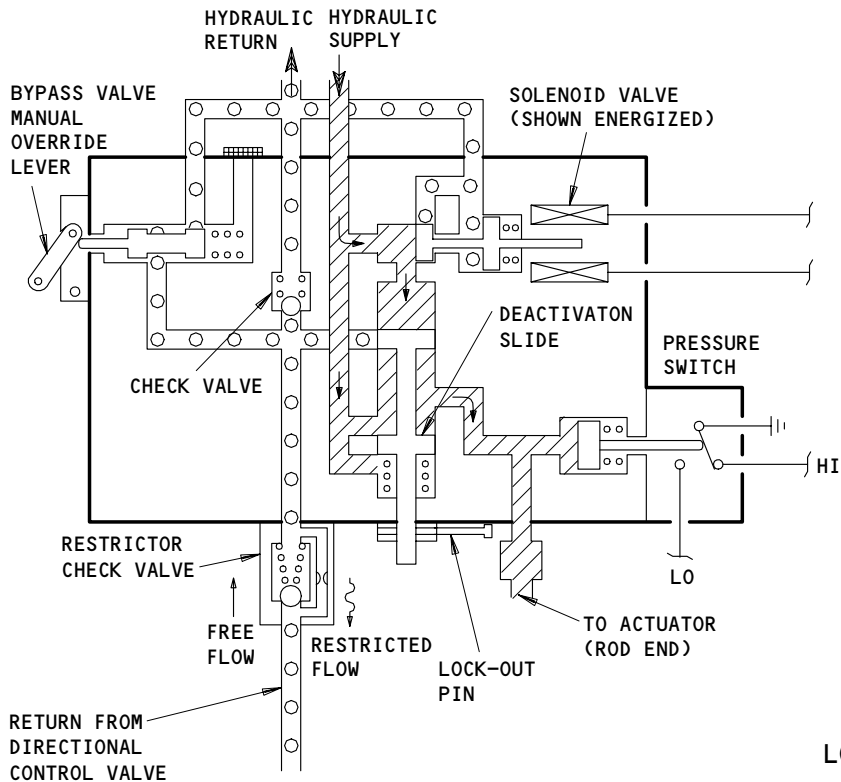 HYDRAULIC
RETURN
HYDRAULIC
SUPPLY
BYPASS VALVE
MANUAL
OVERRIDE
LEVER
SOLENOID VALVE
(SHOWN ENERGIZED)
DEACTIVATON
SLIDE
PRESSURE
SWITCH
CHECK VALVE
HI
LO
RESTRICTOR
CHECK VALVE
FREE
FLOW
RESTRICTED
FLOW
LOCK-OUT
PIN
TO ACTUATOR
(ROD END)
RETURN FROM
DIRECTIONAL
CONTROL VALVE